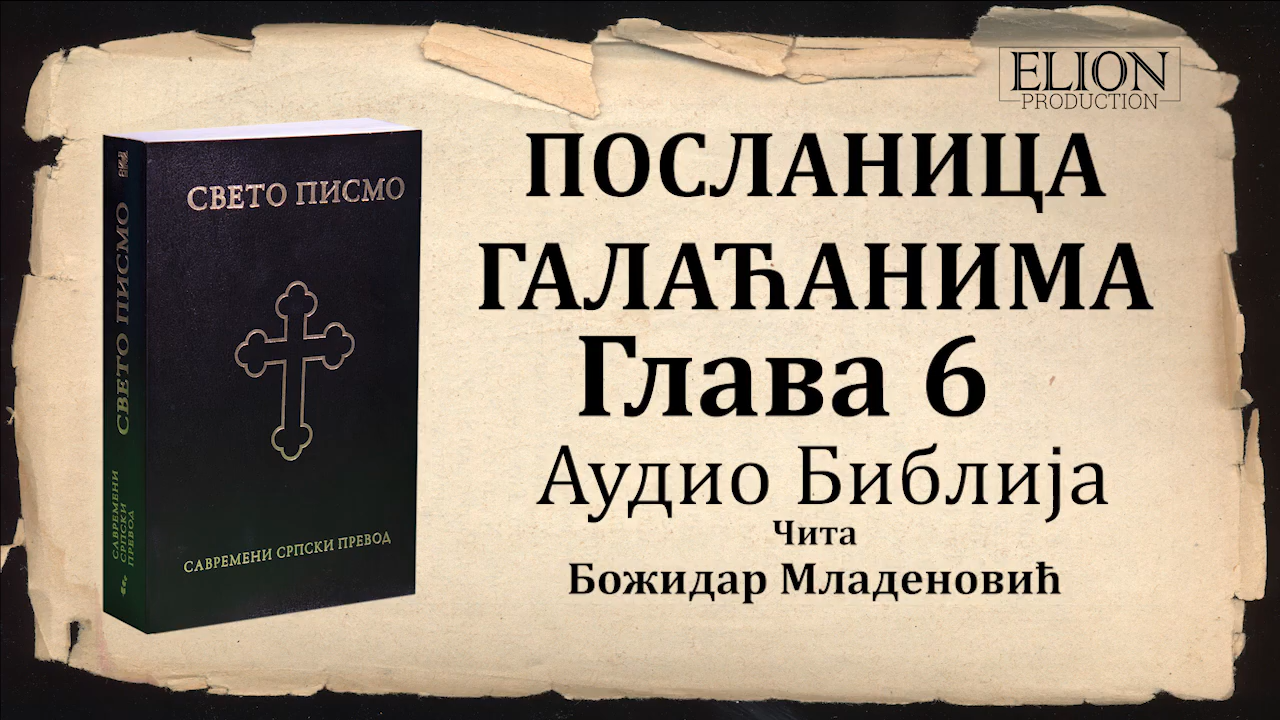 ELION
PRODUCTION
ПОСЛАНИЦА
ГАЛАЋАНИМА
Глава 6
Аудио Библија
Чита
Божидар Младеновић
СВЕТО ПИСМО
САВРЕМЕНИ СРПСКИ ПРЕВОД
СВЕТО ПИСМО
САВРЕМЕНИ
СРПСКИ
ПРЕВОД